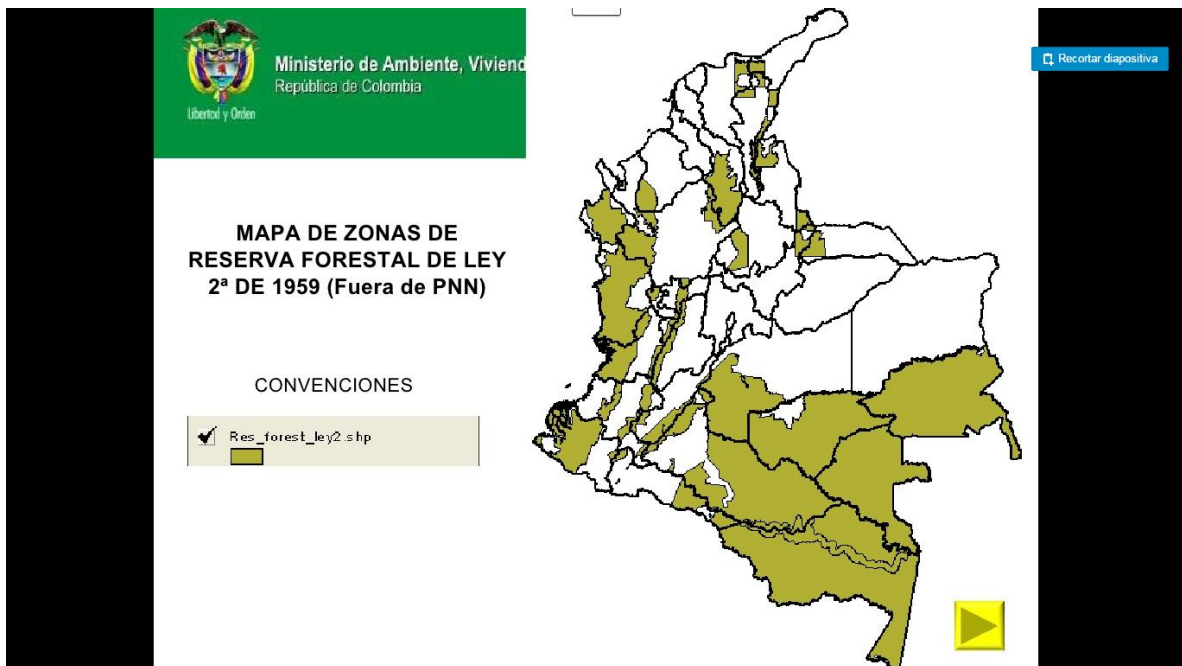 Ministerio de Ambiente, Viviend
República de Colombia
Libertad y Orden
Recortar diapositiva
MAPA DE ZONAS DE
RESERVA FORESTAL DE LEY
2ª DE 1959 (Fuera de PNN)
CONVENCIONES
Res_forest_ley2.shp